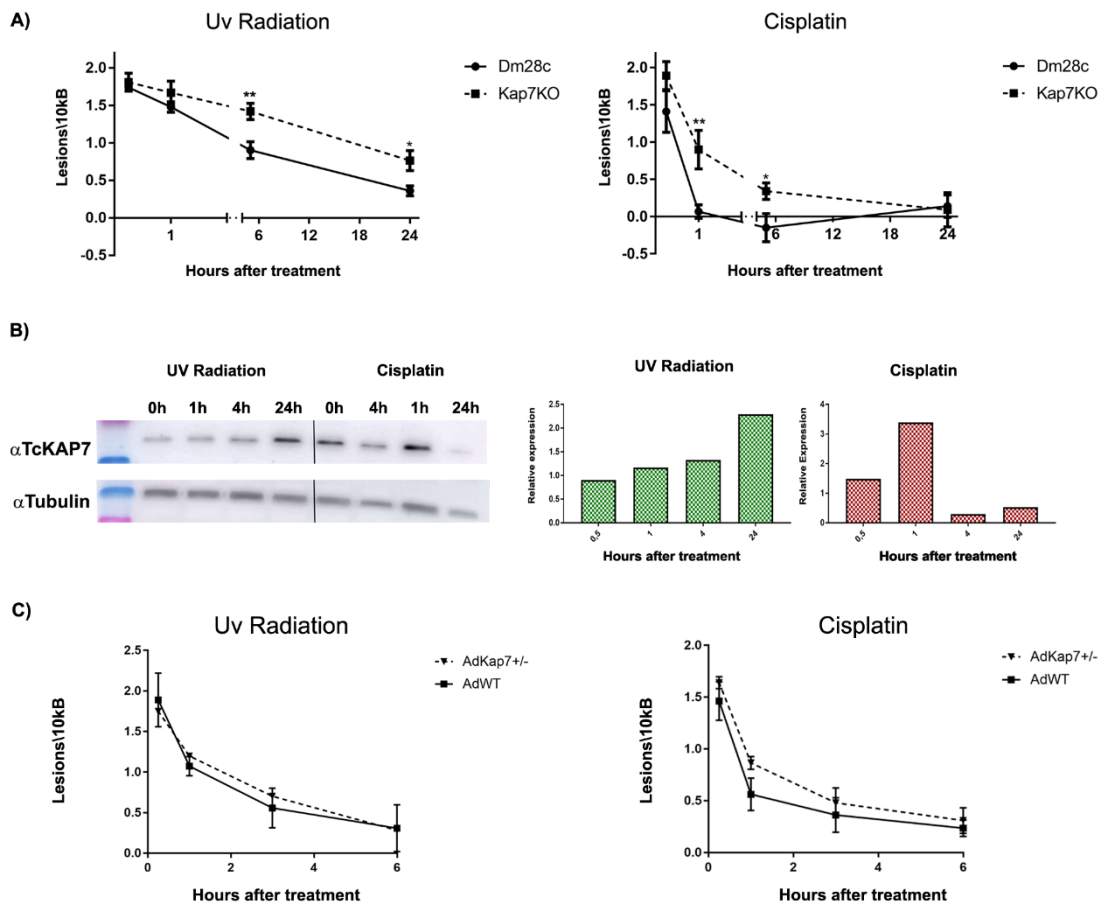 A)
Uv Radiation
Lesions\10kB
2.0
1.5
1.0
0.5
0.0
-0.5
**
*
1
6
12
18
24
Hours after treatment
Dm28c
Kap7KO
Cisplatin
Lesions\10kB
2.0
1.5
1.0
0.5
0.0
-0.5
**
*
1
6
12
18
24
Hours after treatment
Dm28c
Kap7KO
B)
UV Radiation
Cisplatin
0h 1h 4h 24h 0h 4h 1h 24h
αTcKAP7
αTubulin
UV Radiation
Relative expression
2.5
2.0
1.5
1.0
0.5
0.0
0,5
1
4
24
Hours after treatment
Cisplatin
Relative Expression
4
3
2
1
0
0,5
1
4
24
Hours after treatment
C)
Uv Radiation
Lesions\10kB
2.5
2.0
1.5
1.0
0.5
0.0
0
2
4
6
Hours after treatment
AdKap7+/-
AdWT
Cisplatin
Lesions\10kB
2.0
1.5
1.0
0.5
0.0
0
2
4
6
Hours after treatment
AdKap7+/-
AdWT